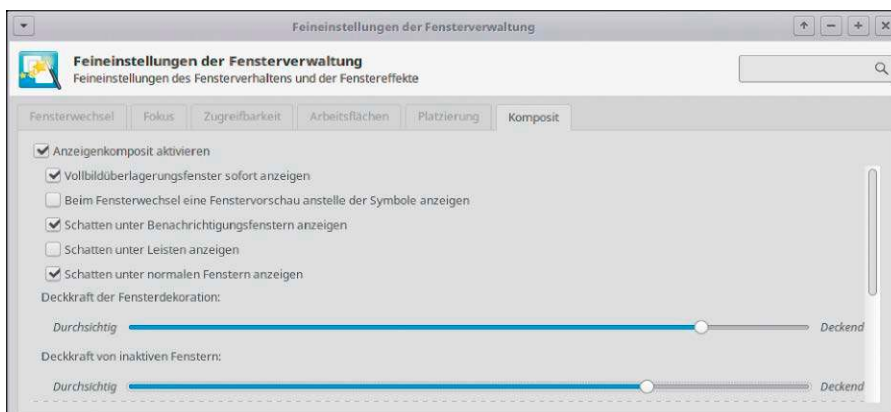 Feineinstellungen der Fensterverwaltung
Feineinstellungen der Fensterverwaltung
Feineinstellungen des Fensterverhaltens und der Fenstereffekte
Fensterwechsel Fokus Zugreifbarkeit Arbeitsflächen Platzierung Komposit
Anzeigenkomposit aktivieren
Vollbildüberlagerungsfenster sofort anzeigen
Beim Fensterwechsel eine Fenstervorschau anstelle der Symbole anzeigen
Schatten unter Benachrichtigungsfenstern anzeigen
Schatten unter Leisten anzeigen
Schatten unter normalen Fenstern anzeigen
Deckkraft der Fensterdekoration:
Durchsichtig Deckend
Deckkraft von inaktiven Fenstern:
Durchsichtig Deckend